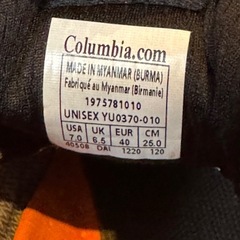 Columbia.com
MADE IN MYANMAR (BURMA)
Fabriqué au Myanmar (Birmanie)
1975781010
UNISEX YU0370-010
USA UK EUR CM
7.0 6.5 40 25.0
40508 DAI 1220 120